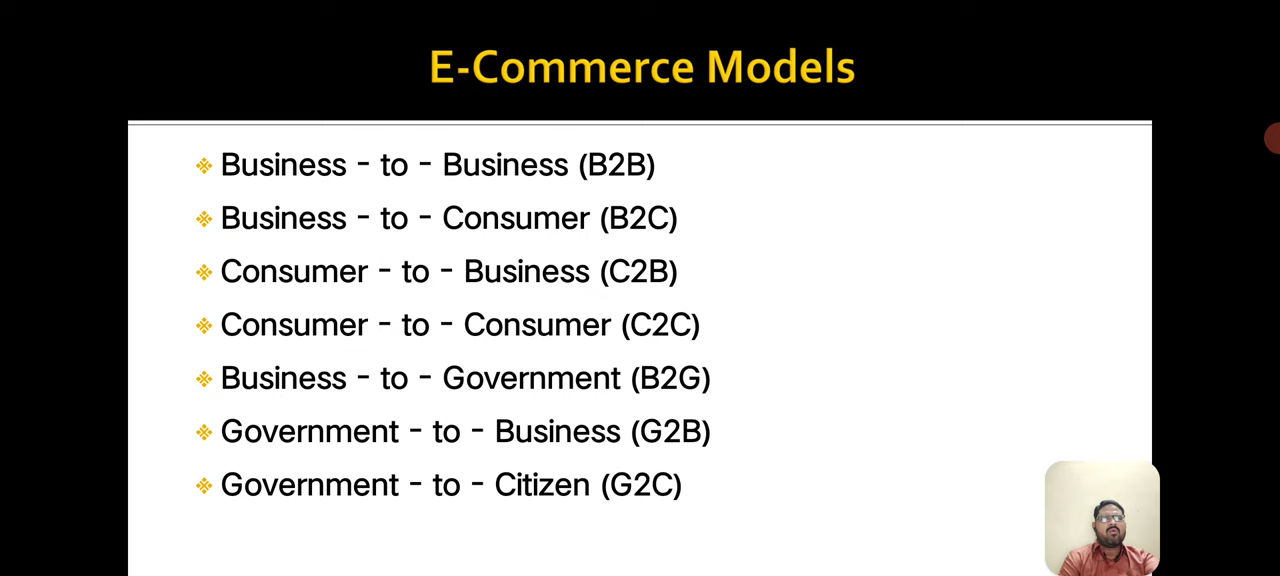 E-Commerce Models
Business - to - Business (B2B)
Business - to - Consumer (B2C)
Consumer - to - Business (C2B)
Consumer - to - Consumer (C2C)
Business - to - Government (B2G)
Government - to - Business (G2B)
Government - to - Citizen (G2C)